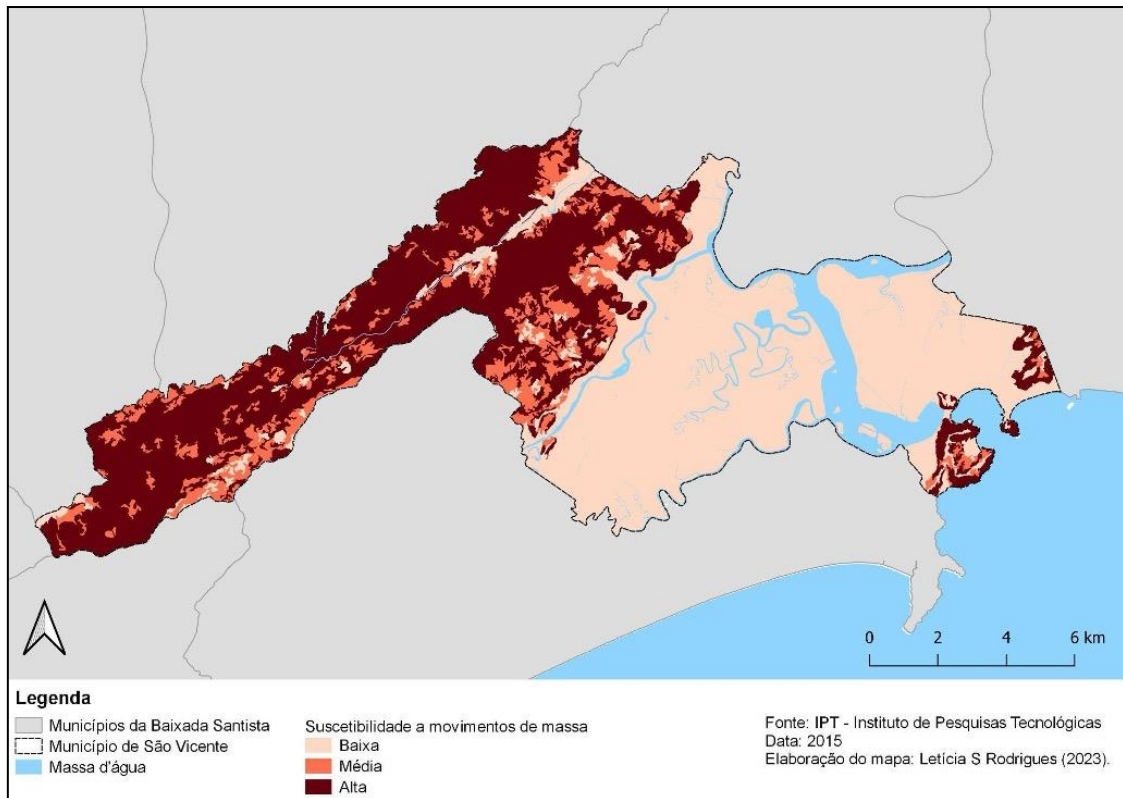 0 2 4 6 km
Legenda
Municípios da Baixada Santista
Município de São Vicente
Massa d'água
Suscetibilidade a movimentos de massa
Baixa
Média
Alta
Fonte: IPT - Instituto de Pesquisas Tecnológicas
Data: 2015
Elaboração do mapa: Letícia S Rodrigues (2023).